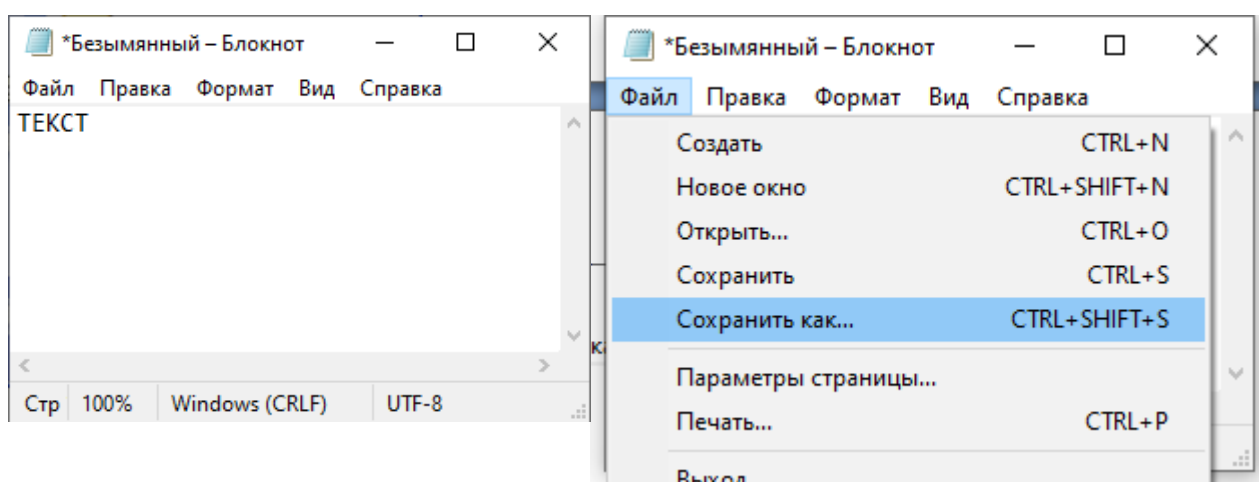 *Безымянный – Блокнот
Файл Правка Формат Вид Справка
ТЕКСТ
Стр 100% Windows (CRLF) UTF-8
*Безымянный – Блокнот
Файл Правка Формат Вид Справка
Создать CTRL+N
Новое окно CTRL+SHIFT+N
Открыть... CTRL+O
Сохранить CTRL+S
Сохранить как... CTRL+SHIFT+S
Параметры страницы...
Печать... CTRL+P
Выход